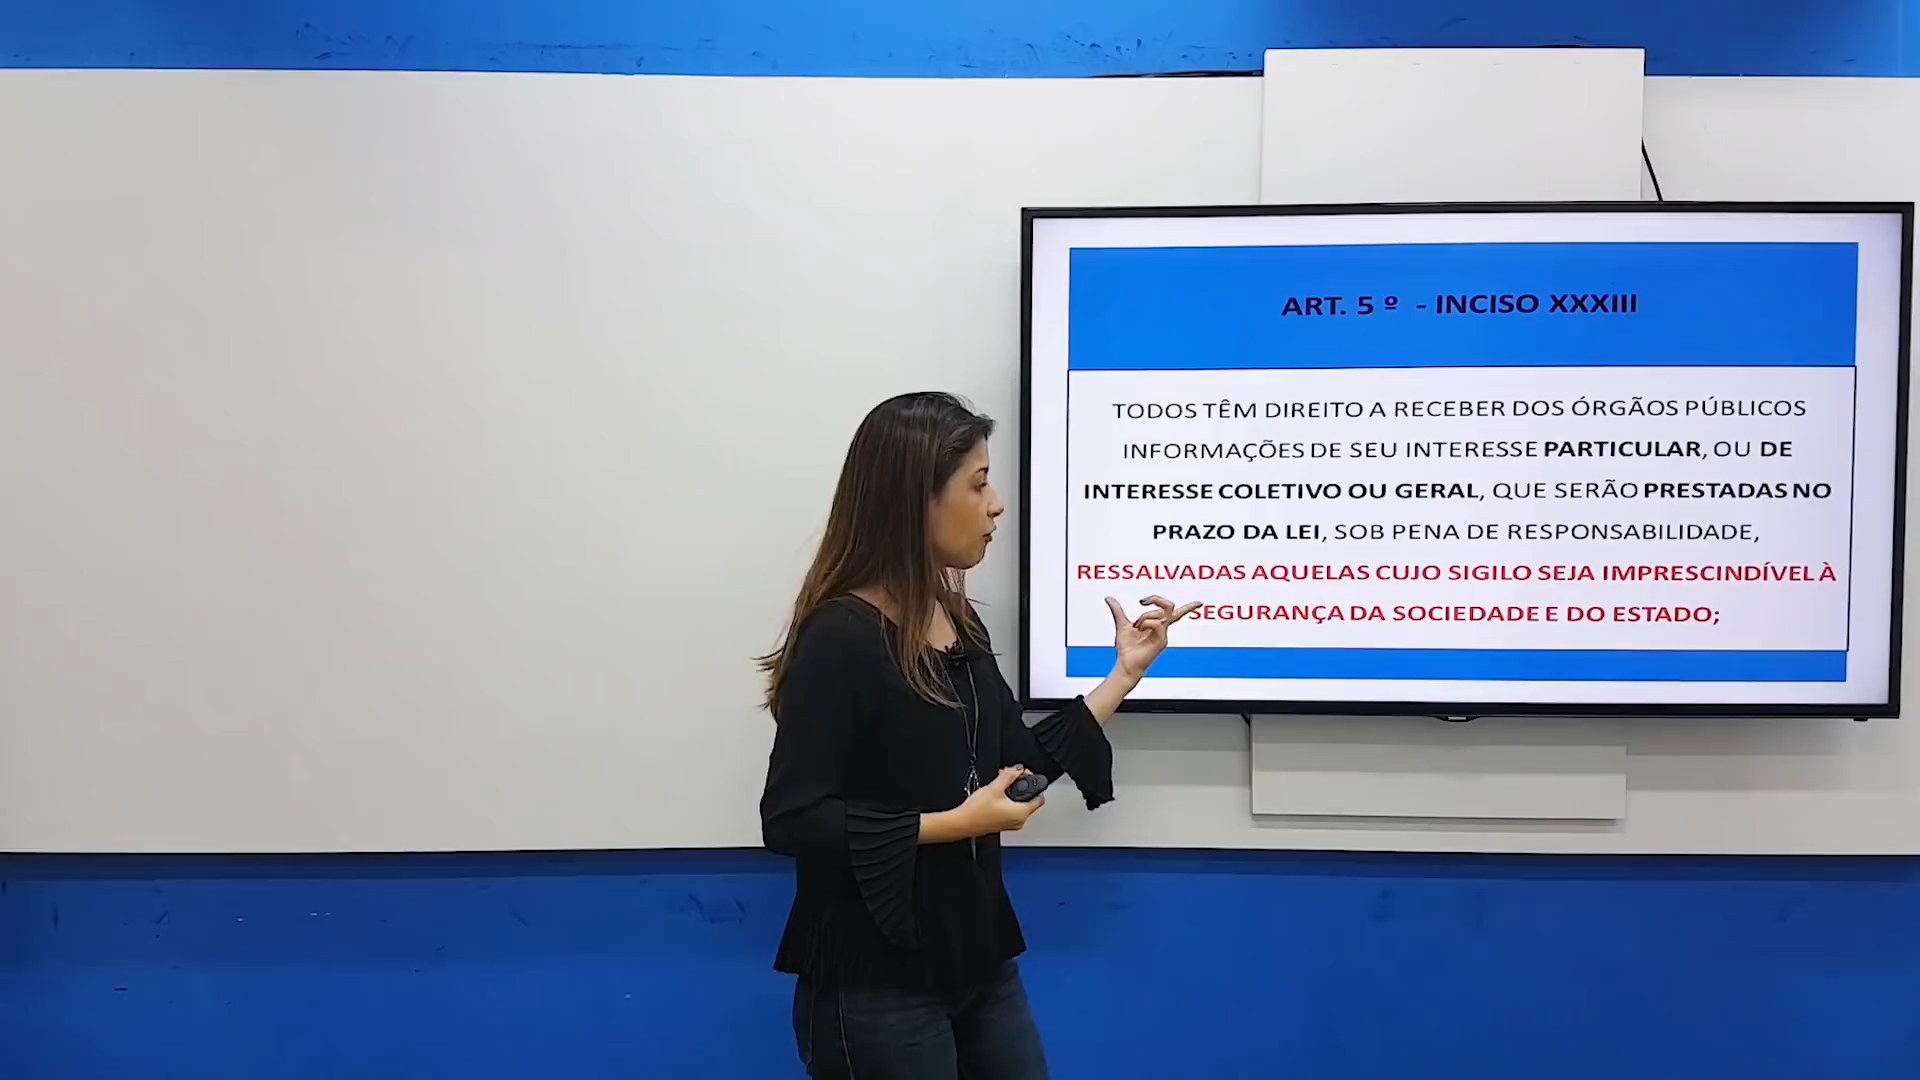 ART. 5 º - INCISO XXXIII
TODOS TÊM DIREITO A RECEBER DOS ÓRGÃOS PÚBLICOS
INFORMAÇÕES DE SEU INTERESSE PARTICULAR, OU DE
INTERESSE COLETIVO OU GERAL, QUE SERÃO PRESTADAS NO
PRAZO DA LEI, SOB PENA DE RESPONSABILIDADE,
RESSALVADAS AQUELAS CUJO SIGILO SEJA IMPRESCINDÍVEL À
SEGURANÇA DA SOCIEDADE E DO ESTADO;